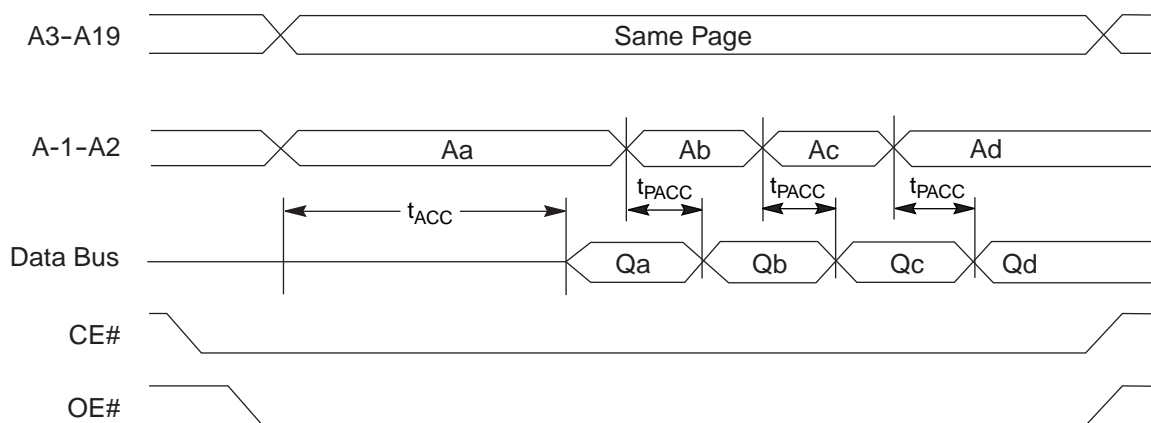 A3-A19 Same Page
A-1-A2 Aa Ab Ac Ad
tACC tPACC tPACC tPACC
Data Bus Qa Qb Qc Qd
CE#
OE#